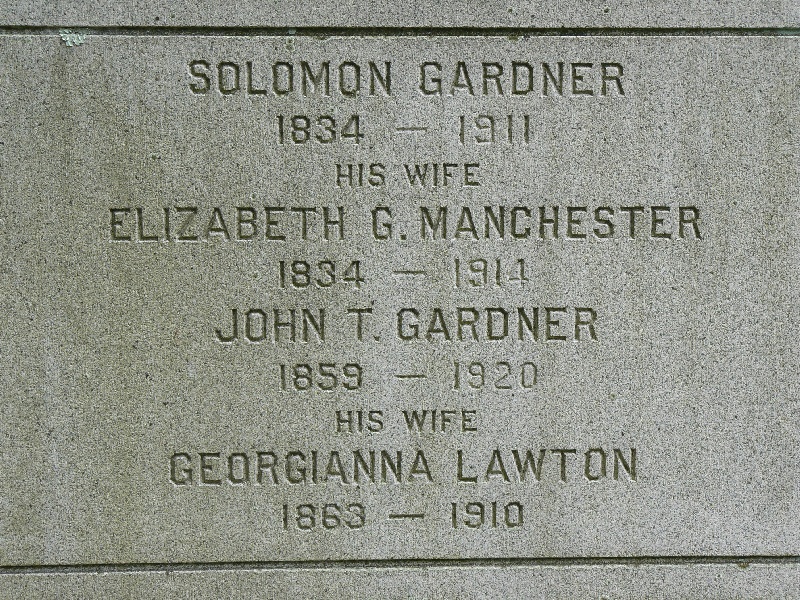 SOLOMON GARDNER
1834 — 1911
HIS WIFE
ELIZABETH G. MANCHESTER
1834 — 1914
JOHN T. GARDNER
1859 — 1920
HIS WIFE
GEORGIANNA LAWTON
1863 — 1910